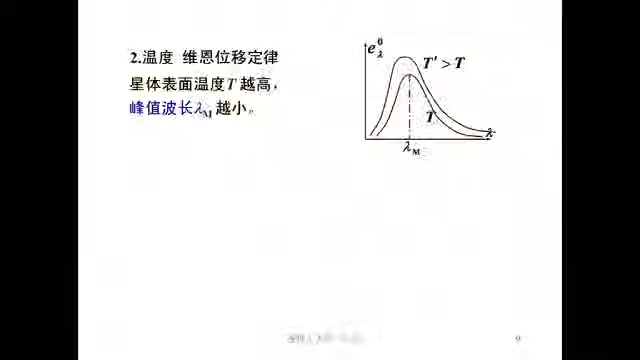 2.温度 维恩位移定律
星体表面温度T 越高，
峰值波长λM 越小。
eλ0
T′ > T
T
λ
λM
9